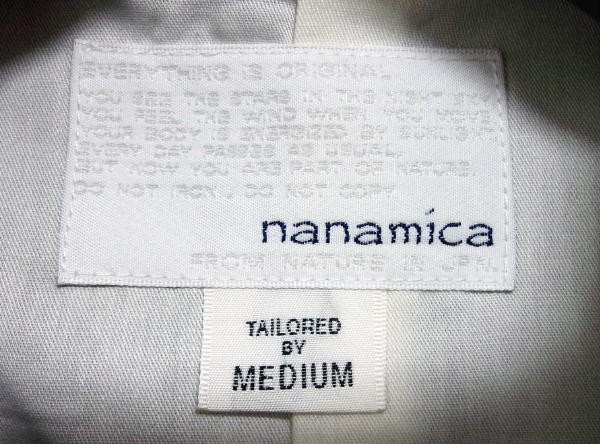 EVERYTHING IS ORIGINAL
YOU SEE THE STARS IN THE NIGHT SKY.
YOU FEEL THE WIND WHEN YOU MOVE.
YOUR BODY IS ENERGIZED BY SUNLIGHT.
EVERY DAY PASSES AS USUAL.
BUT NOW YOU ARE PART OF NATURE.
DO NOT IRON, DO NOT COPY
nanamica
FROM NATURE IN JPN.
TAILORED
BY
MEDIUM